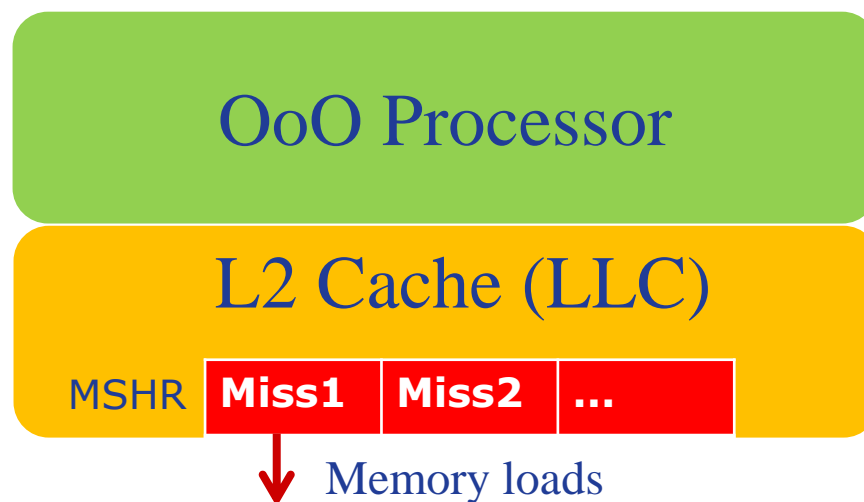 OoO Processor
L2 Cache (LLC)
MSHR Miss1 Miss2 ...
Memory loads